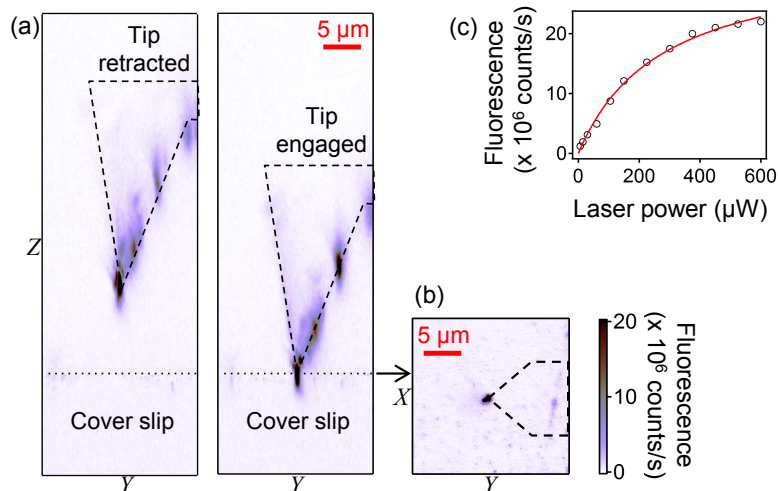 (a)
Tip
retracted
5 µm
Tip
engaged
Z
Cover slip
Cover slip
Y
Y
(c)
Fluorescence
(x 10⁶ counts/s)
20
10
0
0
200
400
600
Laser power (µW)
(b)
5 µm
X
Y
20
10
0
Fluorescence
(x 10⁶ counts/s)